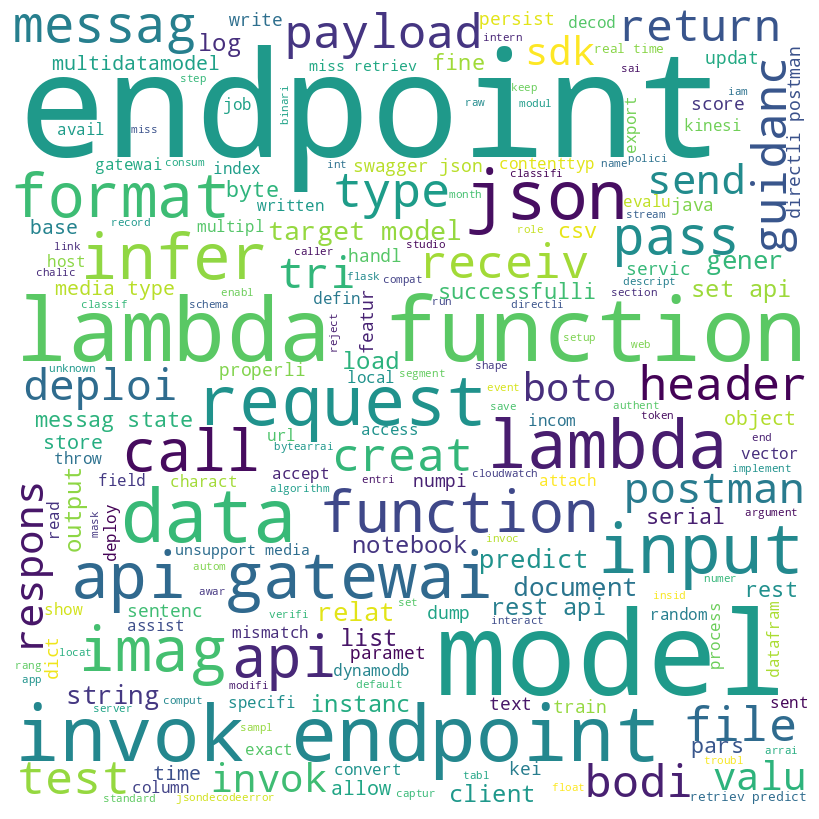 messag
write
log
payload
persist
decod
return
intern
sdk
real time
multidatamodel
miss retriev
fine
updat
endpoint
step
sai
job
binari
keep
iam
raw
modul
score
export
kinesi
avail
miss
guidanc
directli postman
gatewai
consum
index
int
swagger json
contenttyp
name
polici
classifi
send
format
byte
written
type
json
month
evalu
java
stream
role
base
multipl
target model
csv
pass
record
link
caller
studio
descript
infer
tri
handl
flask
compat
receiv
servic
section
gener
host
chalic
media type
successfulli
set api
classif
schema
enabl
defin
reject
featur
run
directli
lambda function
setup
web
unknown
properli
load
local
segment
shape
deploi
request
event
boto
header
save
authent
messag state
url
access
incom
token
object
store
call
bytearrai
creat
lambda
end
vector
throw
field
charact
accept
entri
numpi
cloudwatch
implement
algorithm
attach
postman
respons
read
output
mask
deploy
data
function
serial
argument
unsupport media
notebook
invoc
input
autom
awar
api gatewai
predict
document
numer
rest
show
sentenc
verifi
set
relat
dump
rest api
insid
random
interact
process
datafram
assist
mismatch
list
dict
locat
imag
api
paramet
model
rang
app
dynamodb
modifi
default
string
specifi
instanc
text
train
sent
server
comput
invok endpoint
file
sampl
exact
pars
arrai
troubl
test
time
column
invok
convert
allow
tabl
kei
client
bodi
valu
standard
jsondecodeerror
captur
float
retriev predict